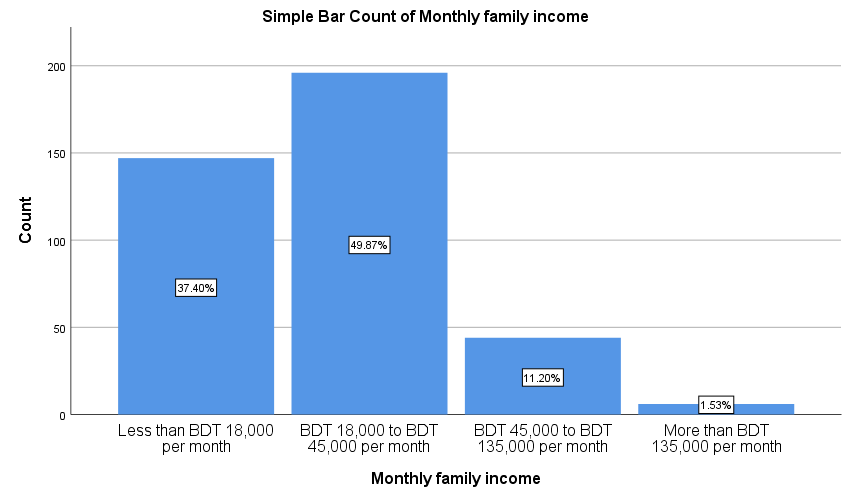 Simple Bar Count of Monthly family income
200
150
100
50
0
Count
37.40%
49.87%
11.20%
1.53%
Less than BDT 18,000
per month
BDT 18,000 to BDT
45,000 per month
BDT 45,000 to BDT
135,000 per month
More than BDT
135,000 per month
Monthly family income